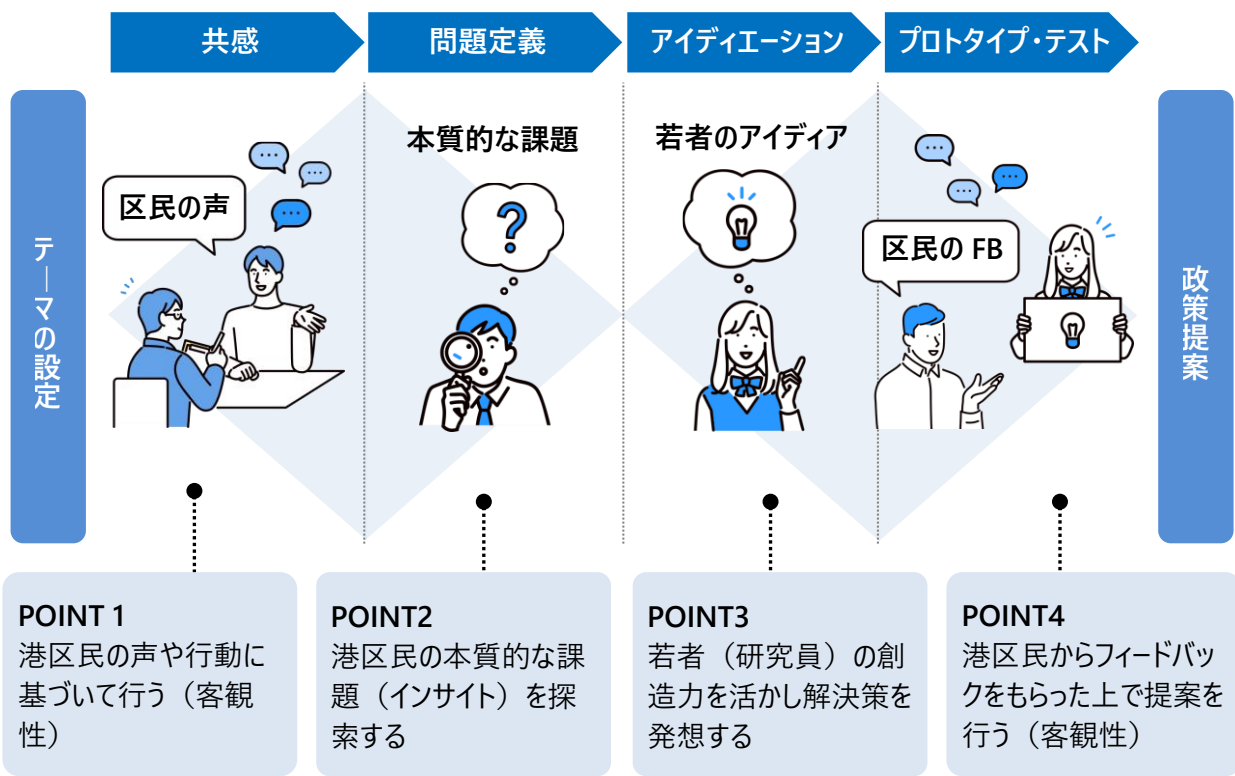 共感
問題定義
アイディエーション
プロトタイプ・テスト
テーマの設定
区民の声
本質的な課題
若者のアイディア
区民の FB
政策提案
POINT 1
港区民の声や行動に
基づいて行う（客観
性）
POINT2
港区民の本質的な課
題（インサイト）を探
索する
POINT3
若者（研究員）の創
造力を活かし解決策を
発想する
POINT4
港区民からフィードバッ
クをもらった上で提案を
行う（客観性）